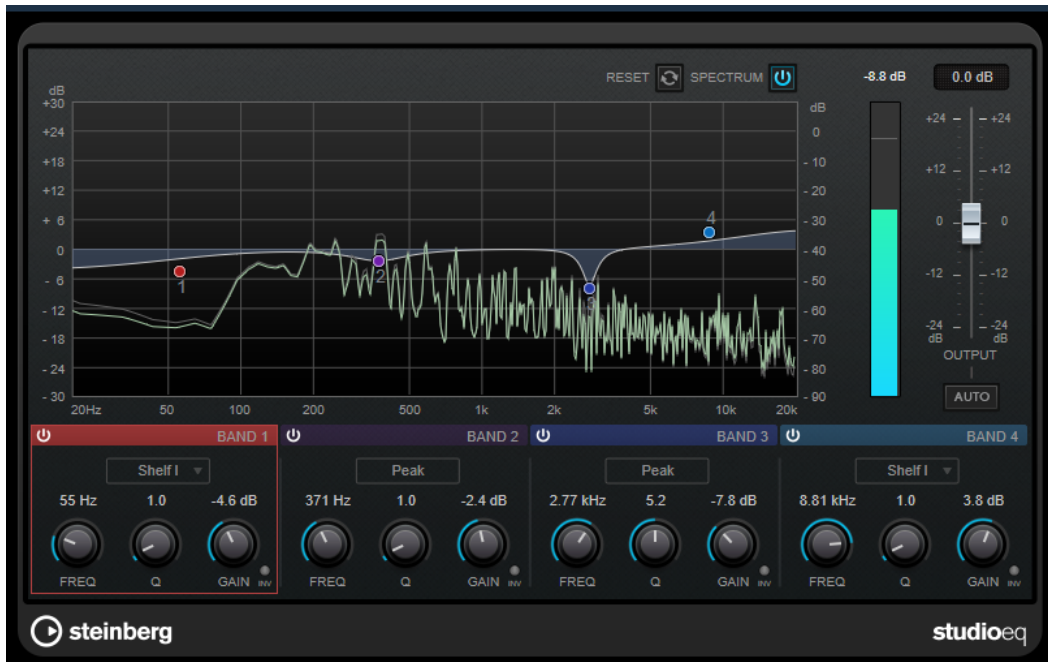 RESET SPECTRUM -8.8 dB 0.0 dB
dB dB
+30
+24 0
+18 - 10
+12 - 20
+ 6 - 30
0 - 40
- 6 - 50
- 12 - 60
- 18 - 70
- 24 - 80
- 30 - 90
1 2 3 4
20Hz 50 100 200 500 1k 2k 5k 10k 20k
+24 +24
+12 +12
0 0
-12 -12
-24 -24
dB dB
OUTPUT
AUTO
BAND 1 BAND 2 BAND 3 BAND 4
Shelf I Peak Peak Shelf I
55 Hz 1.0 -4.6 dB 371 Hz 1.0 -2.4 dB 2.77 kHz 5.2 -7.8 dB 8.81 kHz 1.0 3.8 dB
FREQ Q GAIN INV FREQ Q GAIN INV FREQ Q GAIN INV FREQ Q GAIN INV
steinberg studioeq